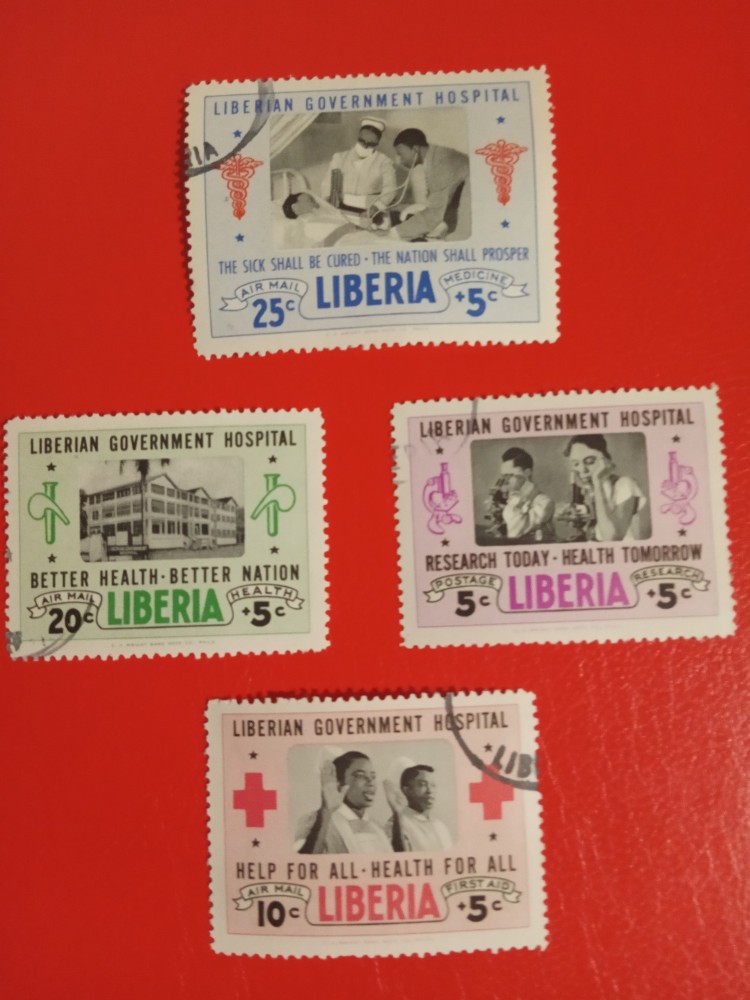 LIBERIAN GOVERNMENT HOSPITAL
IA
THE SICK SHALL BE CURED · THE NATION SHALL PROSPER
AIR MAIL
MEDICINE
25c LIBERIA +5c
LIBERIAN GOVERNMENT HOSPITAL
BETTER HEALTH · BETTER NATION
AIR MAIL
HEALTH
20c LIBERIA +5c
LIBERIAN GOVERNMENT HOSPITAL
RESEARCH TODAY · HEALTH TOMORROW
POSTAGE
RESEARCH
5c LIBERIA +5c
LIBERIAN GOVERNMENT HOSPITAL
LIB
HELP FOR ALL · HEALTH FOR ALL
AIR MAIL
FIRST AID
10c LIBERIA +5c